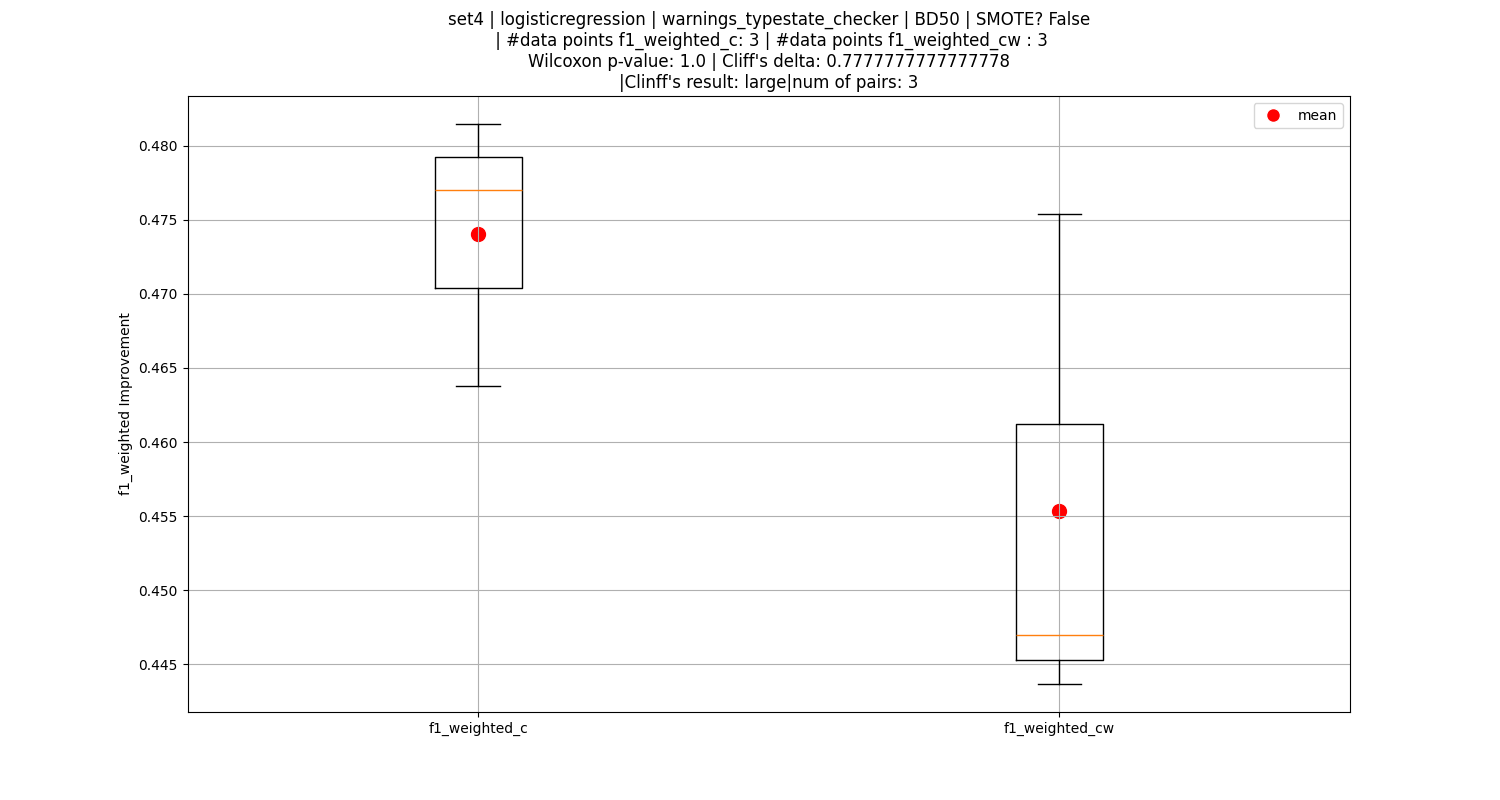 set4 | logisticregression | warnings_typestate_checker | BD50 | SMOTE? False
| #data points f1_weighted_c: 3 | #data points f1_weighted_cw : 3
Wilcoxon p-value: 1.0 | Cliff's delta: 0.7777777777777778
|Clinff's result: large|num of pairs: 3
mean
0.480
0.475
0.470
0.465
0.460
0.455
0.450
0.445
f1_weighted Improvement
f1_weighted_c
f1_weighted_cw